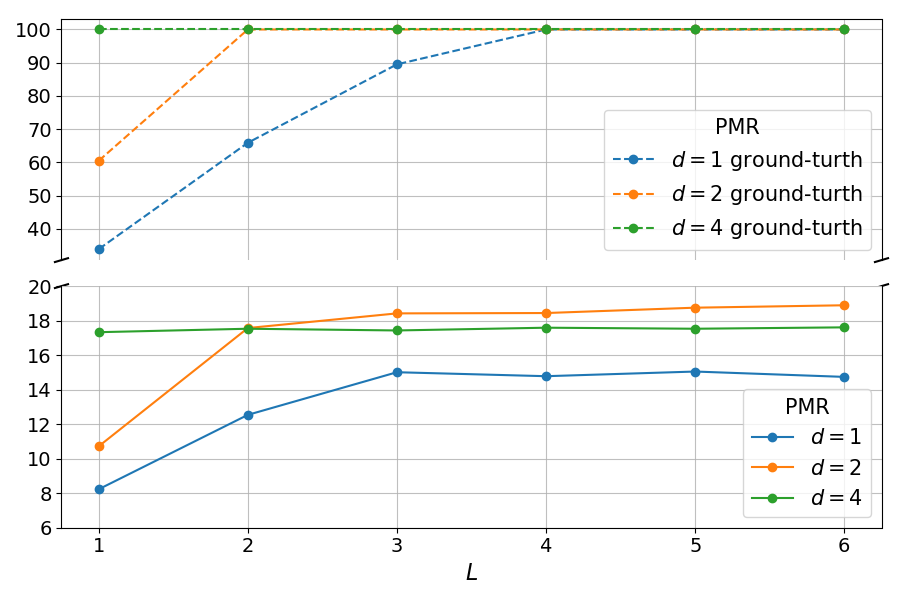 100
90
80
70
60
50
40
PMR
d = 1 ground-turth
d = 2 ground-turth
d = 4 ground-turth
20
18
16
14
12
10
8
6
PMR
d = 1
d = 2
d = 4
1 2 3 4 5 6
L